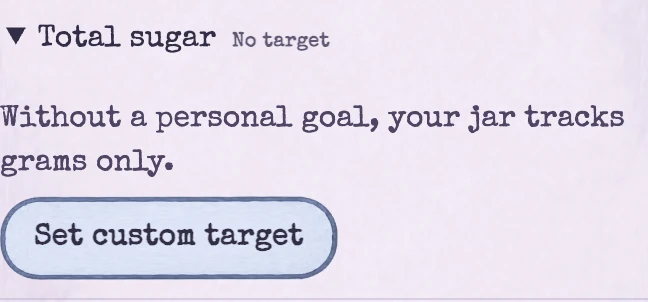 ▼ Total sugar No target
Without a personal goal, your jar tracks
grams only.
Set custom target